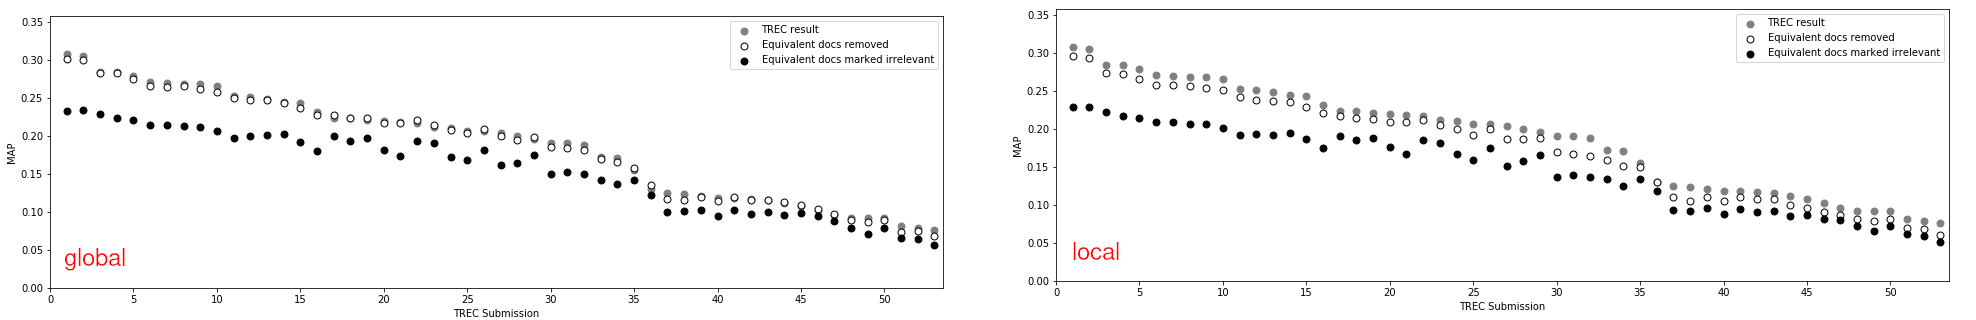 0.35
0.30
0.25
0.20
0.15
0.10
0.05
0.00
MAP
TREC result
Equivalent docs removed
Equivalent docs marked irrelevant
global
0 5 10 15 20 25 30 35 40 45 50
TREC Submission
0.35
0.30
0.25
0.20
0.15
0.10
0.05
0.00
MAP
TREC result
Equivalent docs removed
Equivalent docs marked irrelevant
local
0 5 10 15 20 25 30 35 40 45 50
TREC Submission